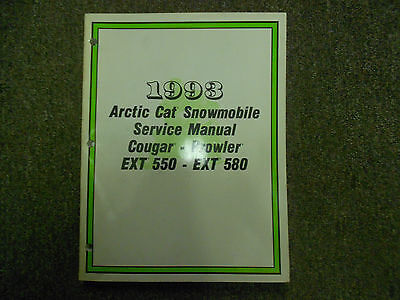 1993
Arctic Cat Snowmobile
Service Manual
Cougar - Prowler
EXT 550 - EXT 580